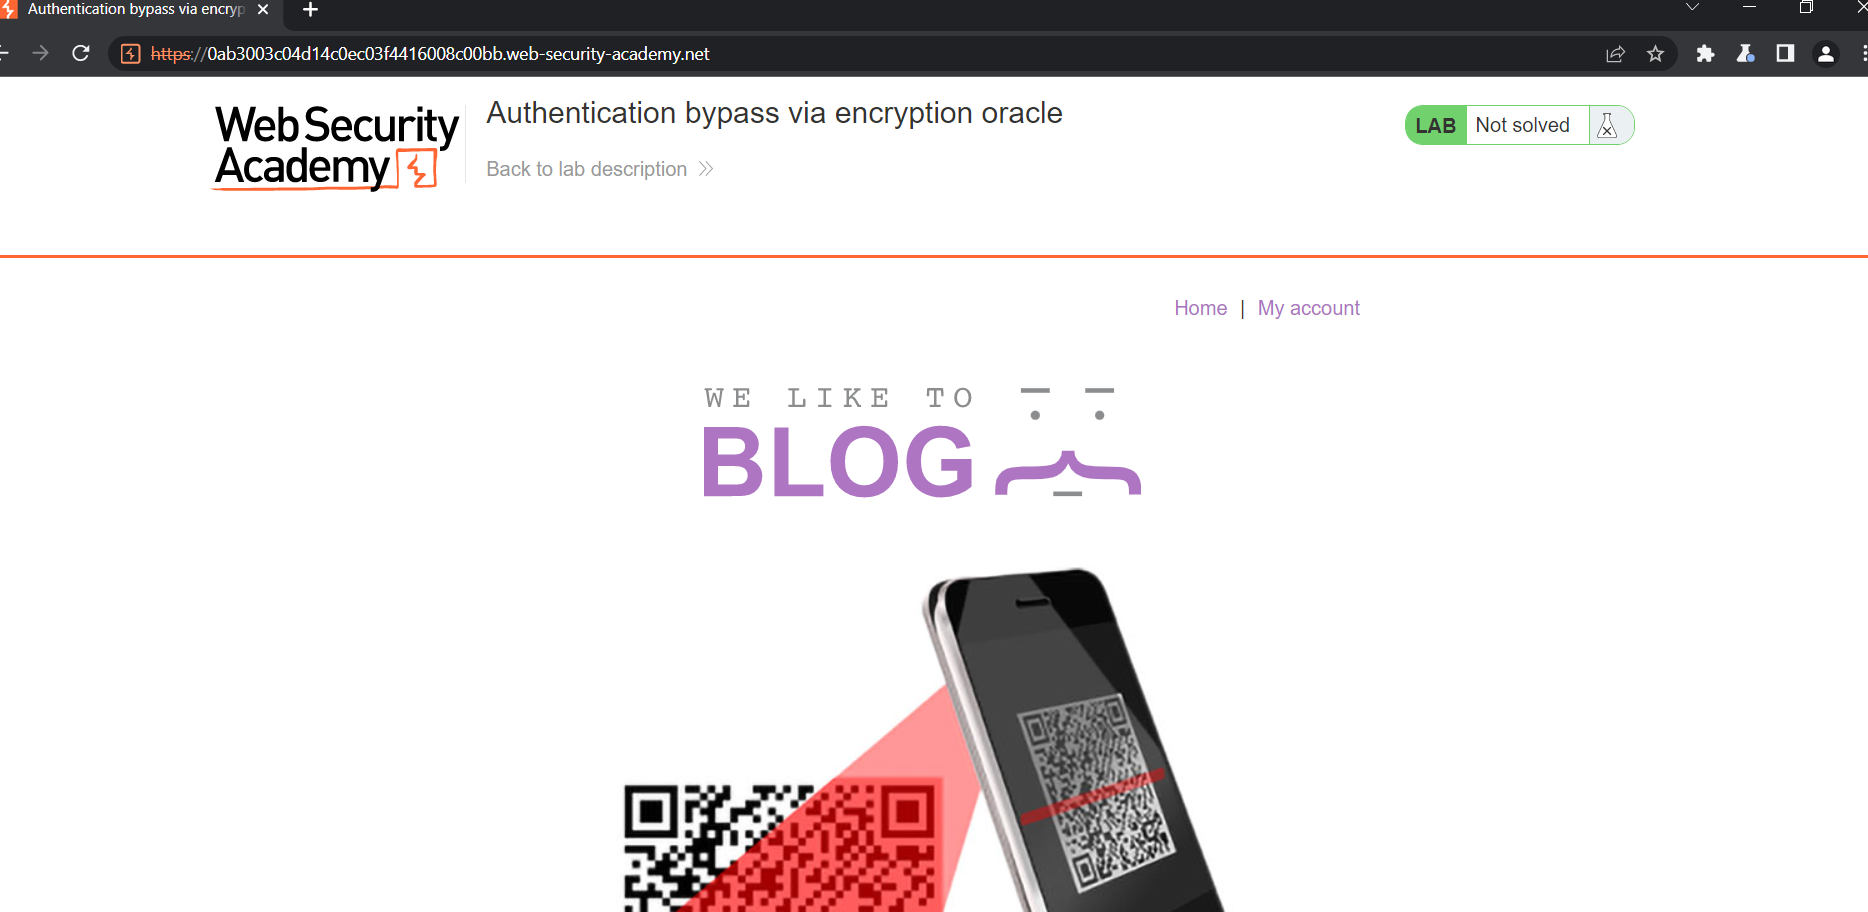 Authentication bypass via encryp
https://0ab3003c04d14c0ec03f4416008c00bb.web-security-academy.net
Web Security
Academy
Authentication bypass via encryption oracle
Back to lab description
LAB Not solved
Home | My account
WE LIKE TO
BLOG